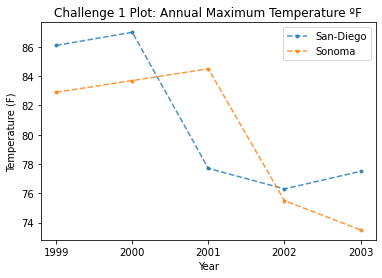 Challenge 1 Plot: Annual Maximum Temperature ºF
San-Diego
Sonoma
86
84
82
80
78
76
74
Temperature (F)
1999 2000 2001 2002 2003
Year